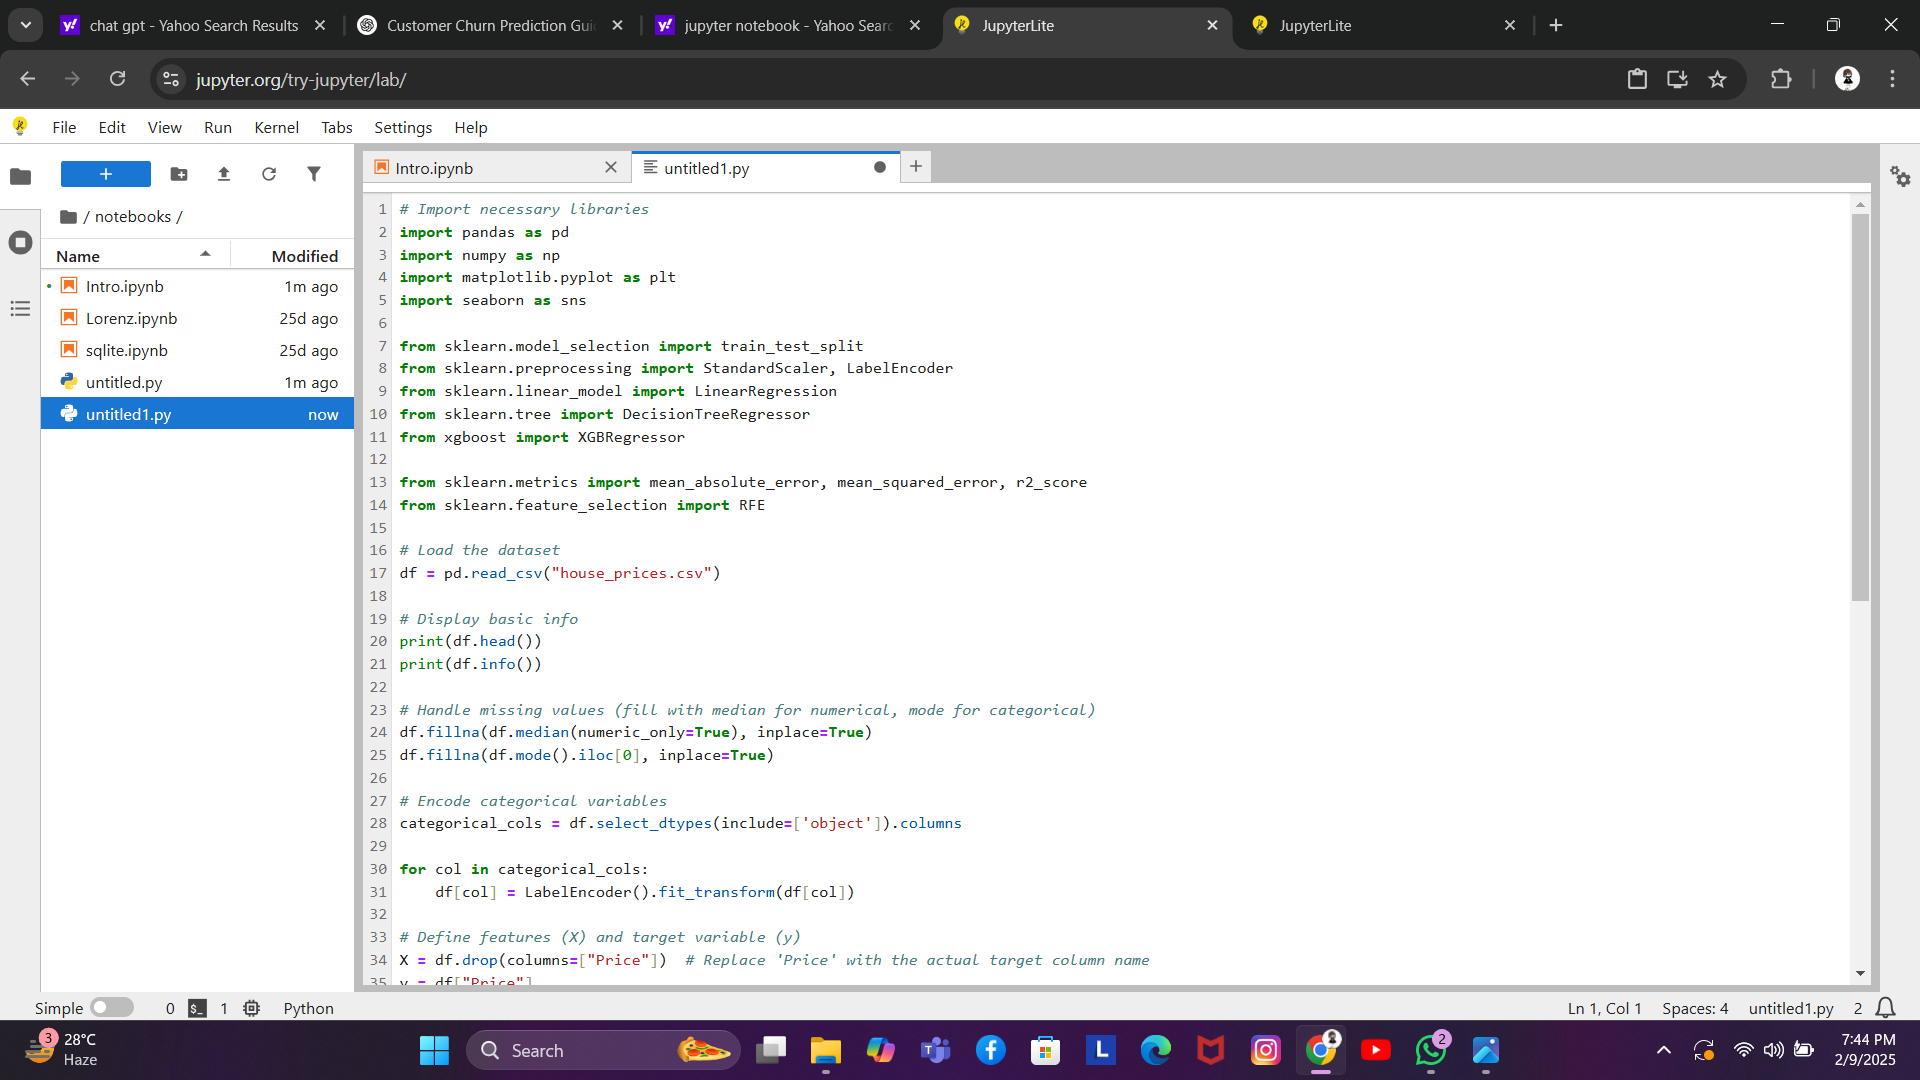 chat gpt - Yahoo Search Results
Customer Churn Prediction Gui
jupyter notebook - Yahoo Searc
JupyterLite
JupyterLite
jupyter.org/try-jupyter/lab/
File Edit View Run Kernel Tabs Settings Help
+
Intro.ipynb
untitled1.py
/ notebooks /
Name Modified
Intro.ipynb 1m ago
Lorenz.ipynb 25d ago
sqlite.ipynb 25d ago
untitled.py 1m ago
untitled1.py now
1 # Import necessary libraries
2 import pandas as pd
3 import numpy as np
4 import matplotlib.pyplot as plt
5 import seaborn as sns
6
7 from sklearn.model_selection import train_test_split
8 from sklearn.preprocessing import StandardScaler, LabelEncoder
9 from sklearn.linear_model import LinearRegression
10 from sklearn.tree import DecisionTreeRegressor
11 from xgboost import XGBRegressor
12
13 from sklearn.metrics import mean_absolute_error, mean_squared_error, r2_score
14 from sklearn.feature_selection import RFE
15
16 # Load the dataset
17 df = pd.read_csv("house_prices.csv")
18
19 # Display basic info
20 print(df.head())
21 print(df.info())
22
23 # Handle missing values (fill with median for numerical, mode for categorical)
24 df.fillna(df.median(numeric_only=True), inplace=True)
25 df.fillna(df.mode().iloc[0], inplace=True)
26
27 # Encode categorical variables
28 categorical_cols = df.select_dtypes(include=['object']).columns
29
30 for col in categorical_cols:
31     df[col] = LabelEncoder().fit_transform(df[col])
32
33 # Define features (X) and target variable (y)
34 X = df.drop(columns=["Price"])  # Replace 'Price' with the actual target column name
35 y = df["Price"]
Simple 0 $_ 1 Python
Ln 1, Col 1 Spaces: 4 untitled1.py 2
3
28°C
Haze
Search
2
7:44 PM
2/9/2025